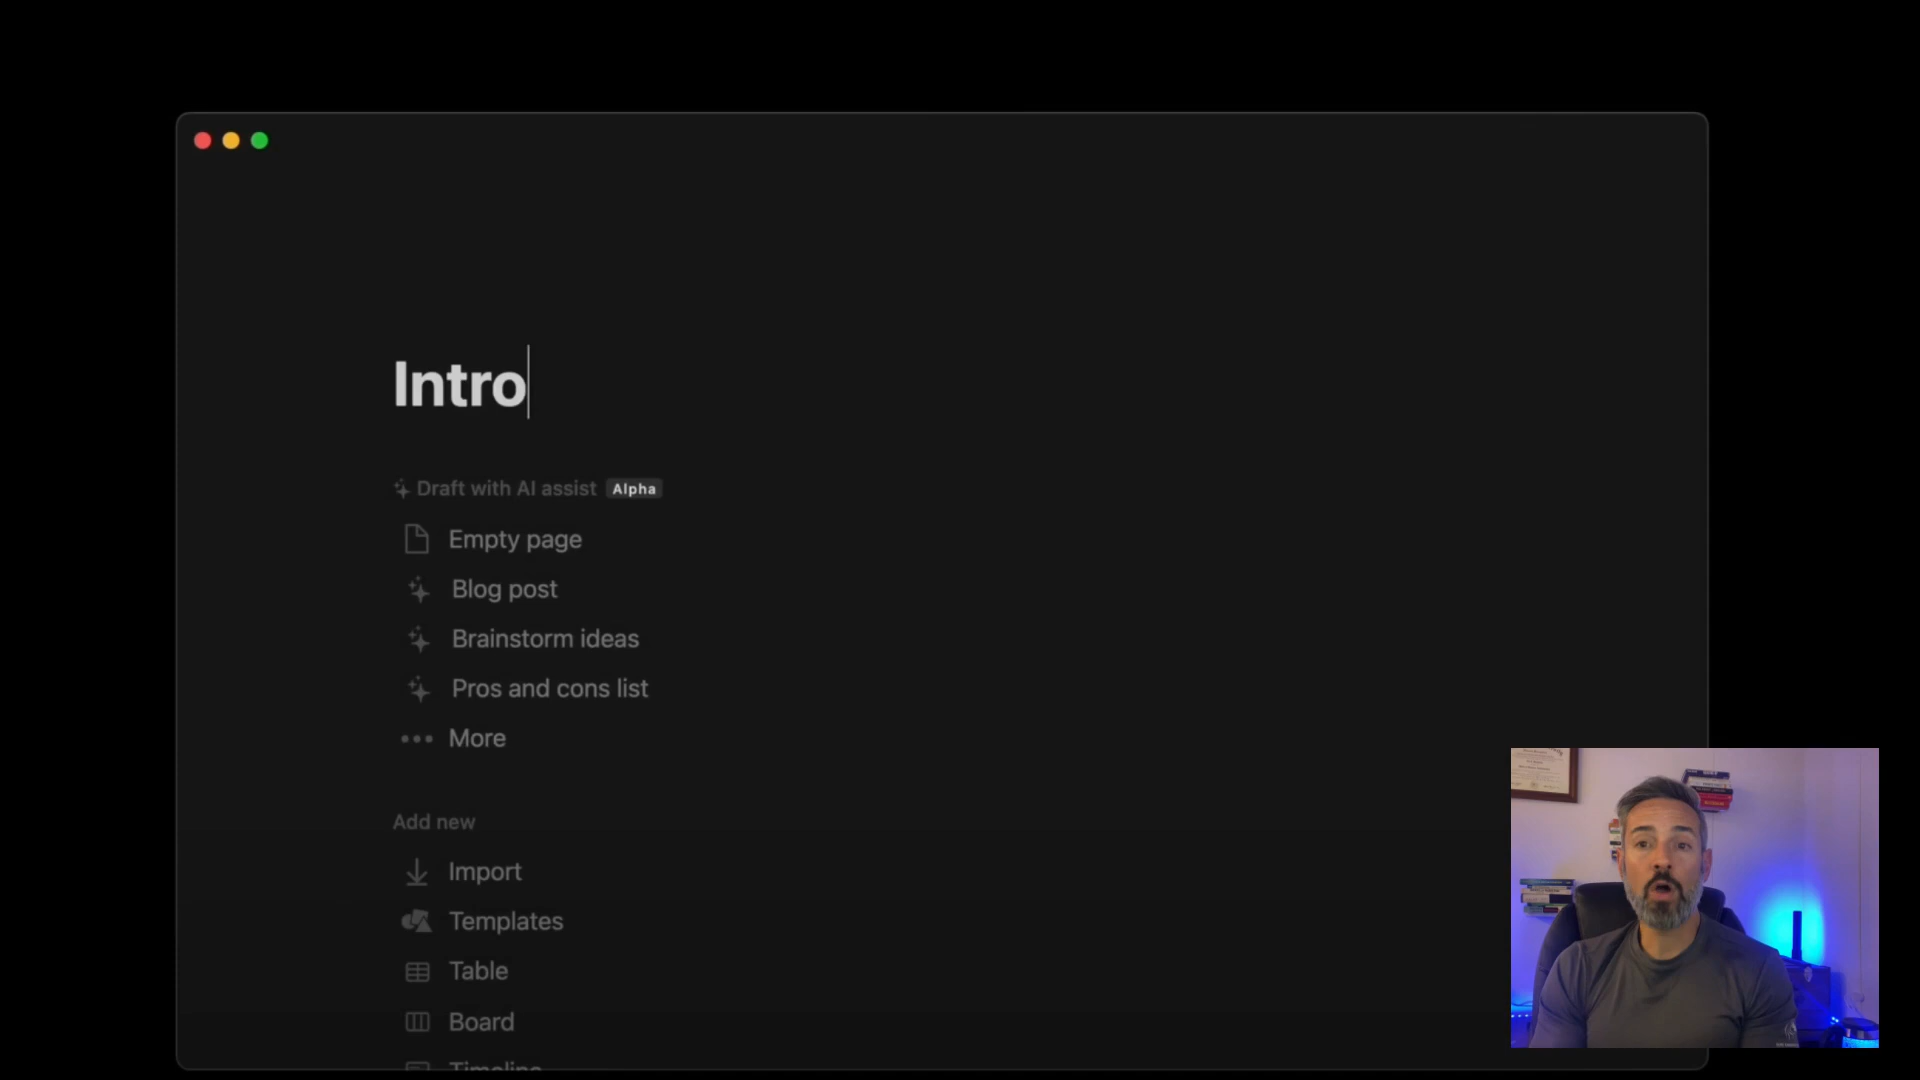 Intro
Draft with AI assist Alpha
Empty page
Blog post
Brainstorm ideas
Pros and cons list
More
Add new
Import
Templates
Table
Board
Timeline